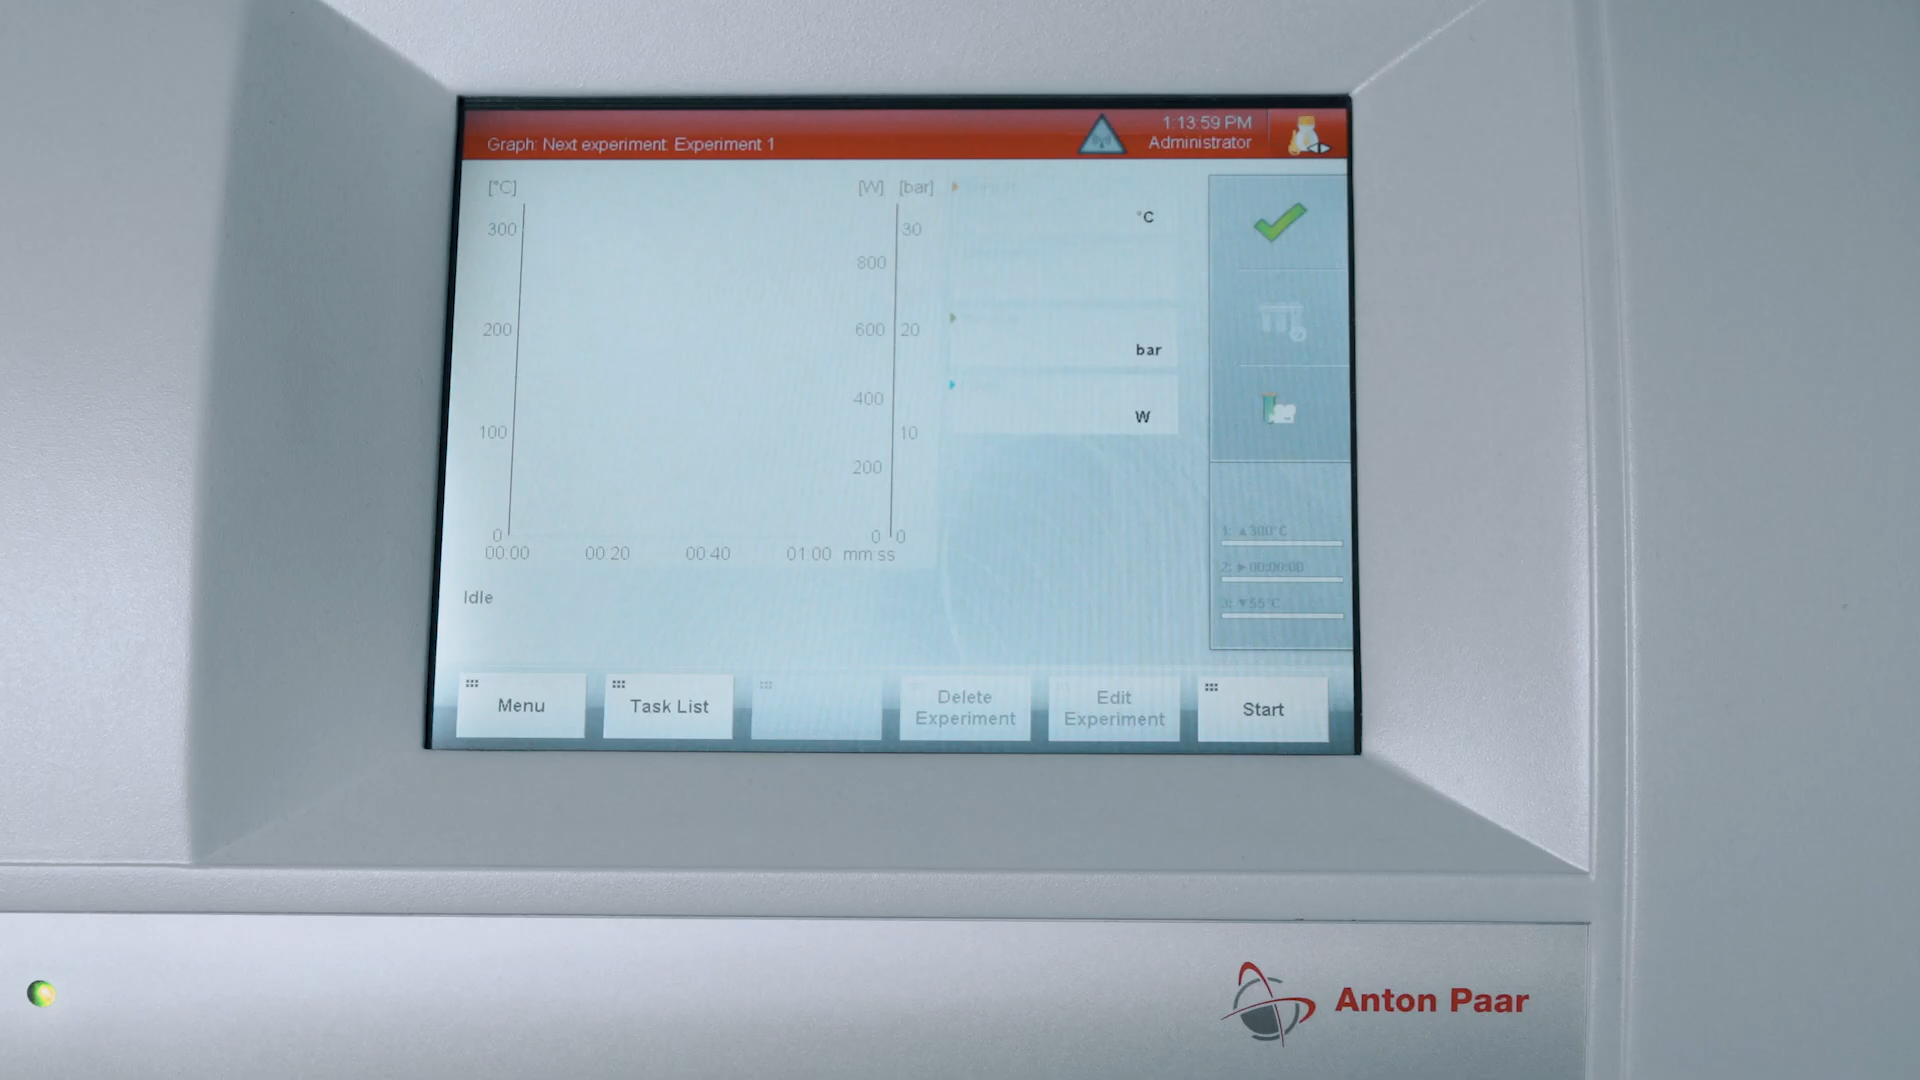 Graph: Next experiment: Experiment 1
1:13:59 PM
Administrator
[°C]
[W] [bar]
300
30
800
200
600 20
400
100
10
200
0
0 0
00:00 00:20 00:40 01:00 mm:ss
°C
bar
W
1: ▲300°C
2: ►00:00:00
3: ▼55°C
Idle
Menu
Task List
Delete
Experiment
Edit
Experiment
Start
Anton Paar